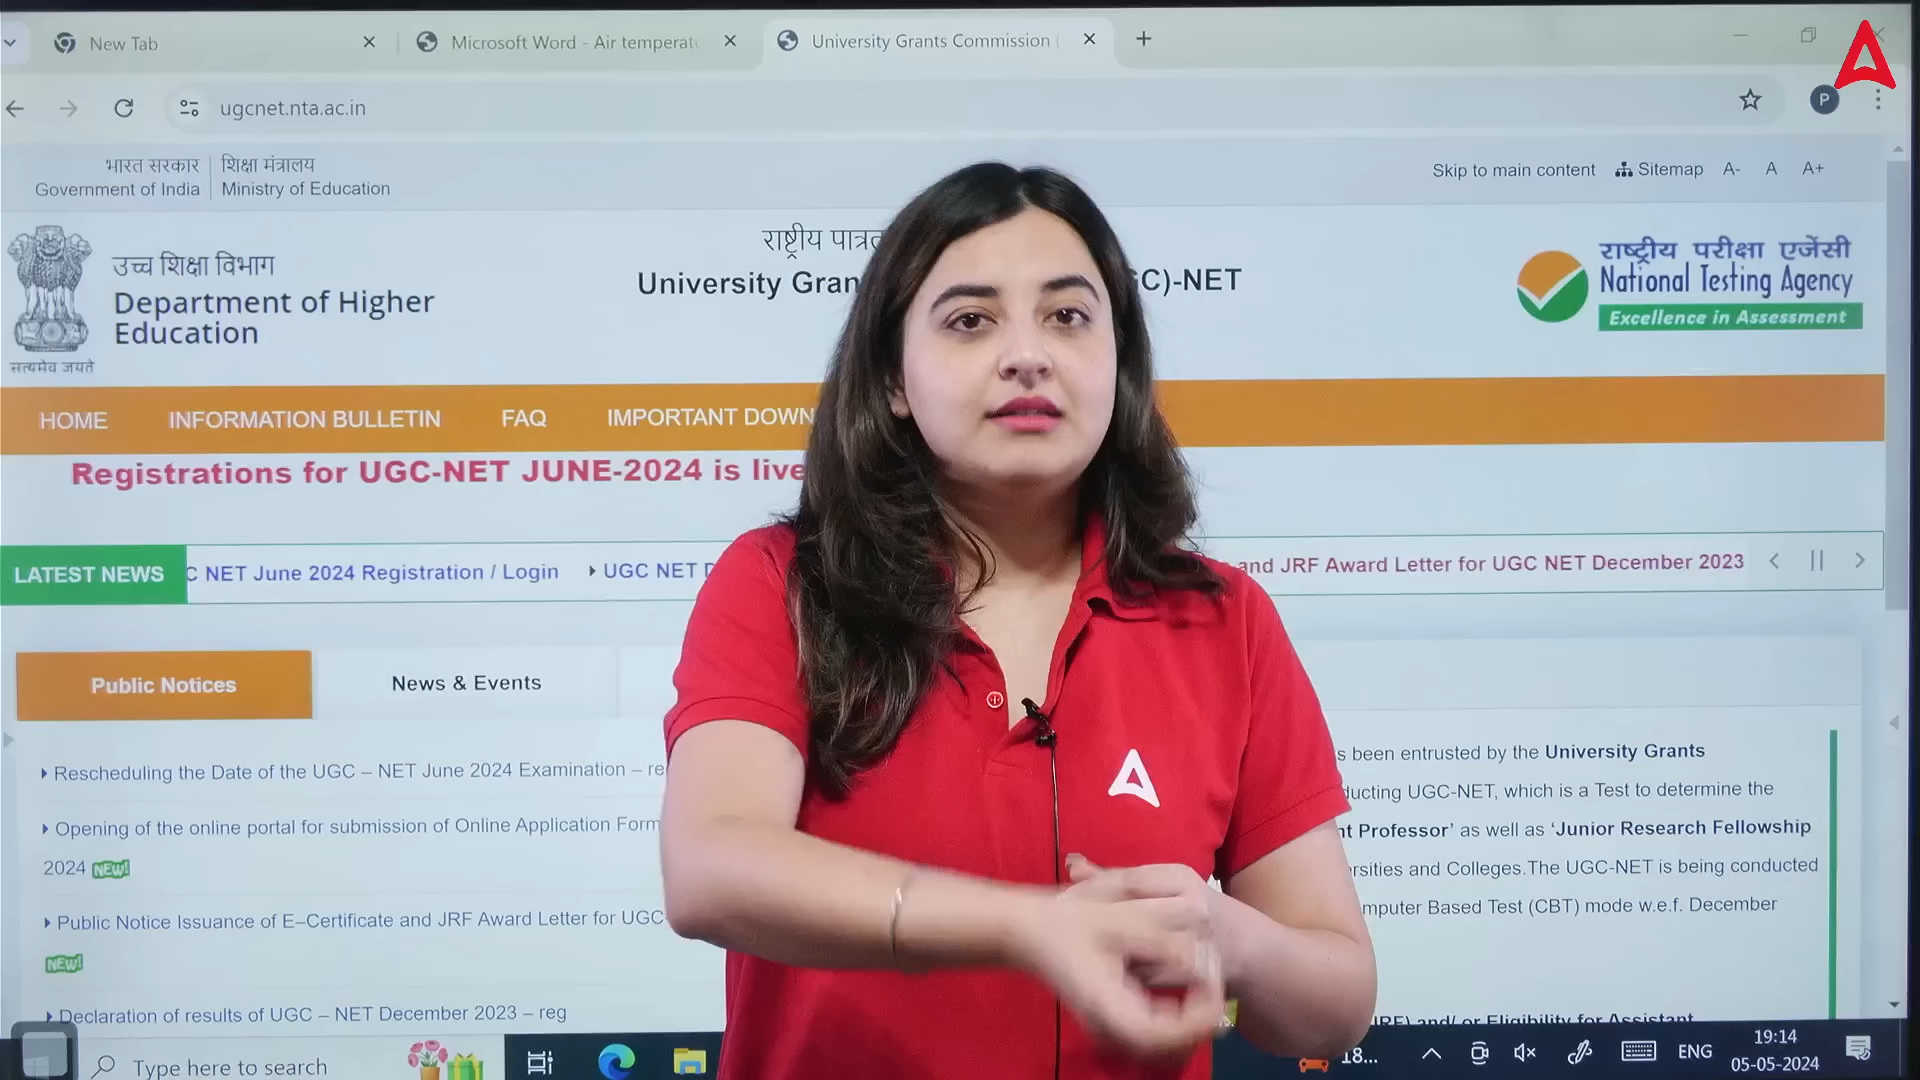 New Tab
Microsoft Word - Air temperatu
University Grants Commission (
ugcnet.nta.ac.in
P
भारत सरकार
Government of India
शिक्षा मंत्रालय
Ministry of Education
Skip to main content
Sitemap
A-
A
A+
सत्यमेव जयते
उच्च शिक्षा विभाग
Department of Higher
Education
राष्ट्रीय पात्रत
University Gran
C)-NET
राष्ट्रीय परीक्षा एजेंसी
National Testing Agency
Excellence in Assessment
HOME
INFORMATION BULLETIN
FAQ
IMPORTANT DOWN
Registrations for UGC-NET JUNE-2024 is live
LATEST NEWS
C NET June 2024 Registration / Login
UGC NET
and JRF Award Letter for UGC NET December 2023
Public Notices
News & Events
Rescheduling the Date of the UGC – NET June 2024 Examination – re
Opening of the online portal for submission of Online Application Form
2024 NEW!
Public Notice Issuance of E–Certificate and JRF Award Letter for UGC-
NEW!
Declaration of results of UGC – NET December 2023 – reg
s been entrusted by the University Grants
ducting UGC-NET, which is a Test to determine the
nt Professor' as well as 'Junior Research Fellowship
rsities and Colleges.The UGC-NET is being conducted
mputer Based Test (CBT) mode w.e.f. December
JRF) and/ or Eligibility for Assistant
Type here to search
18...
ENG
19:14
05-05-2024